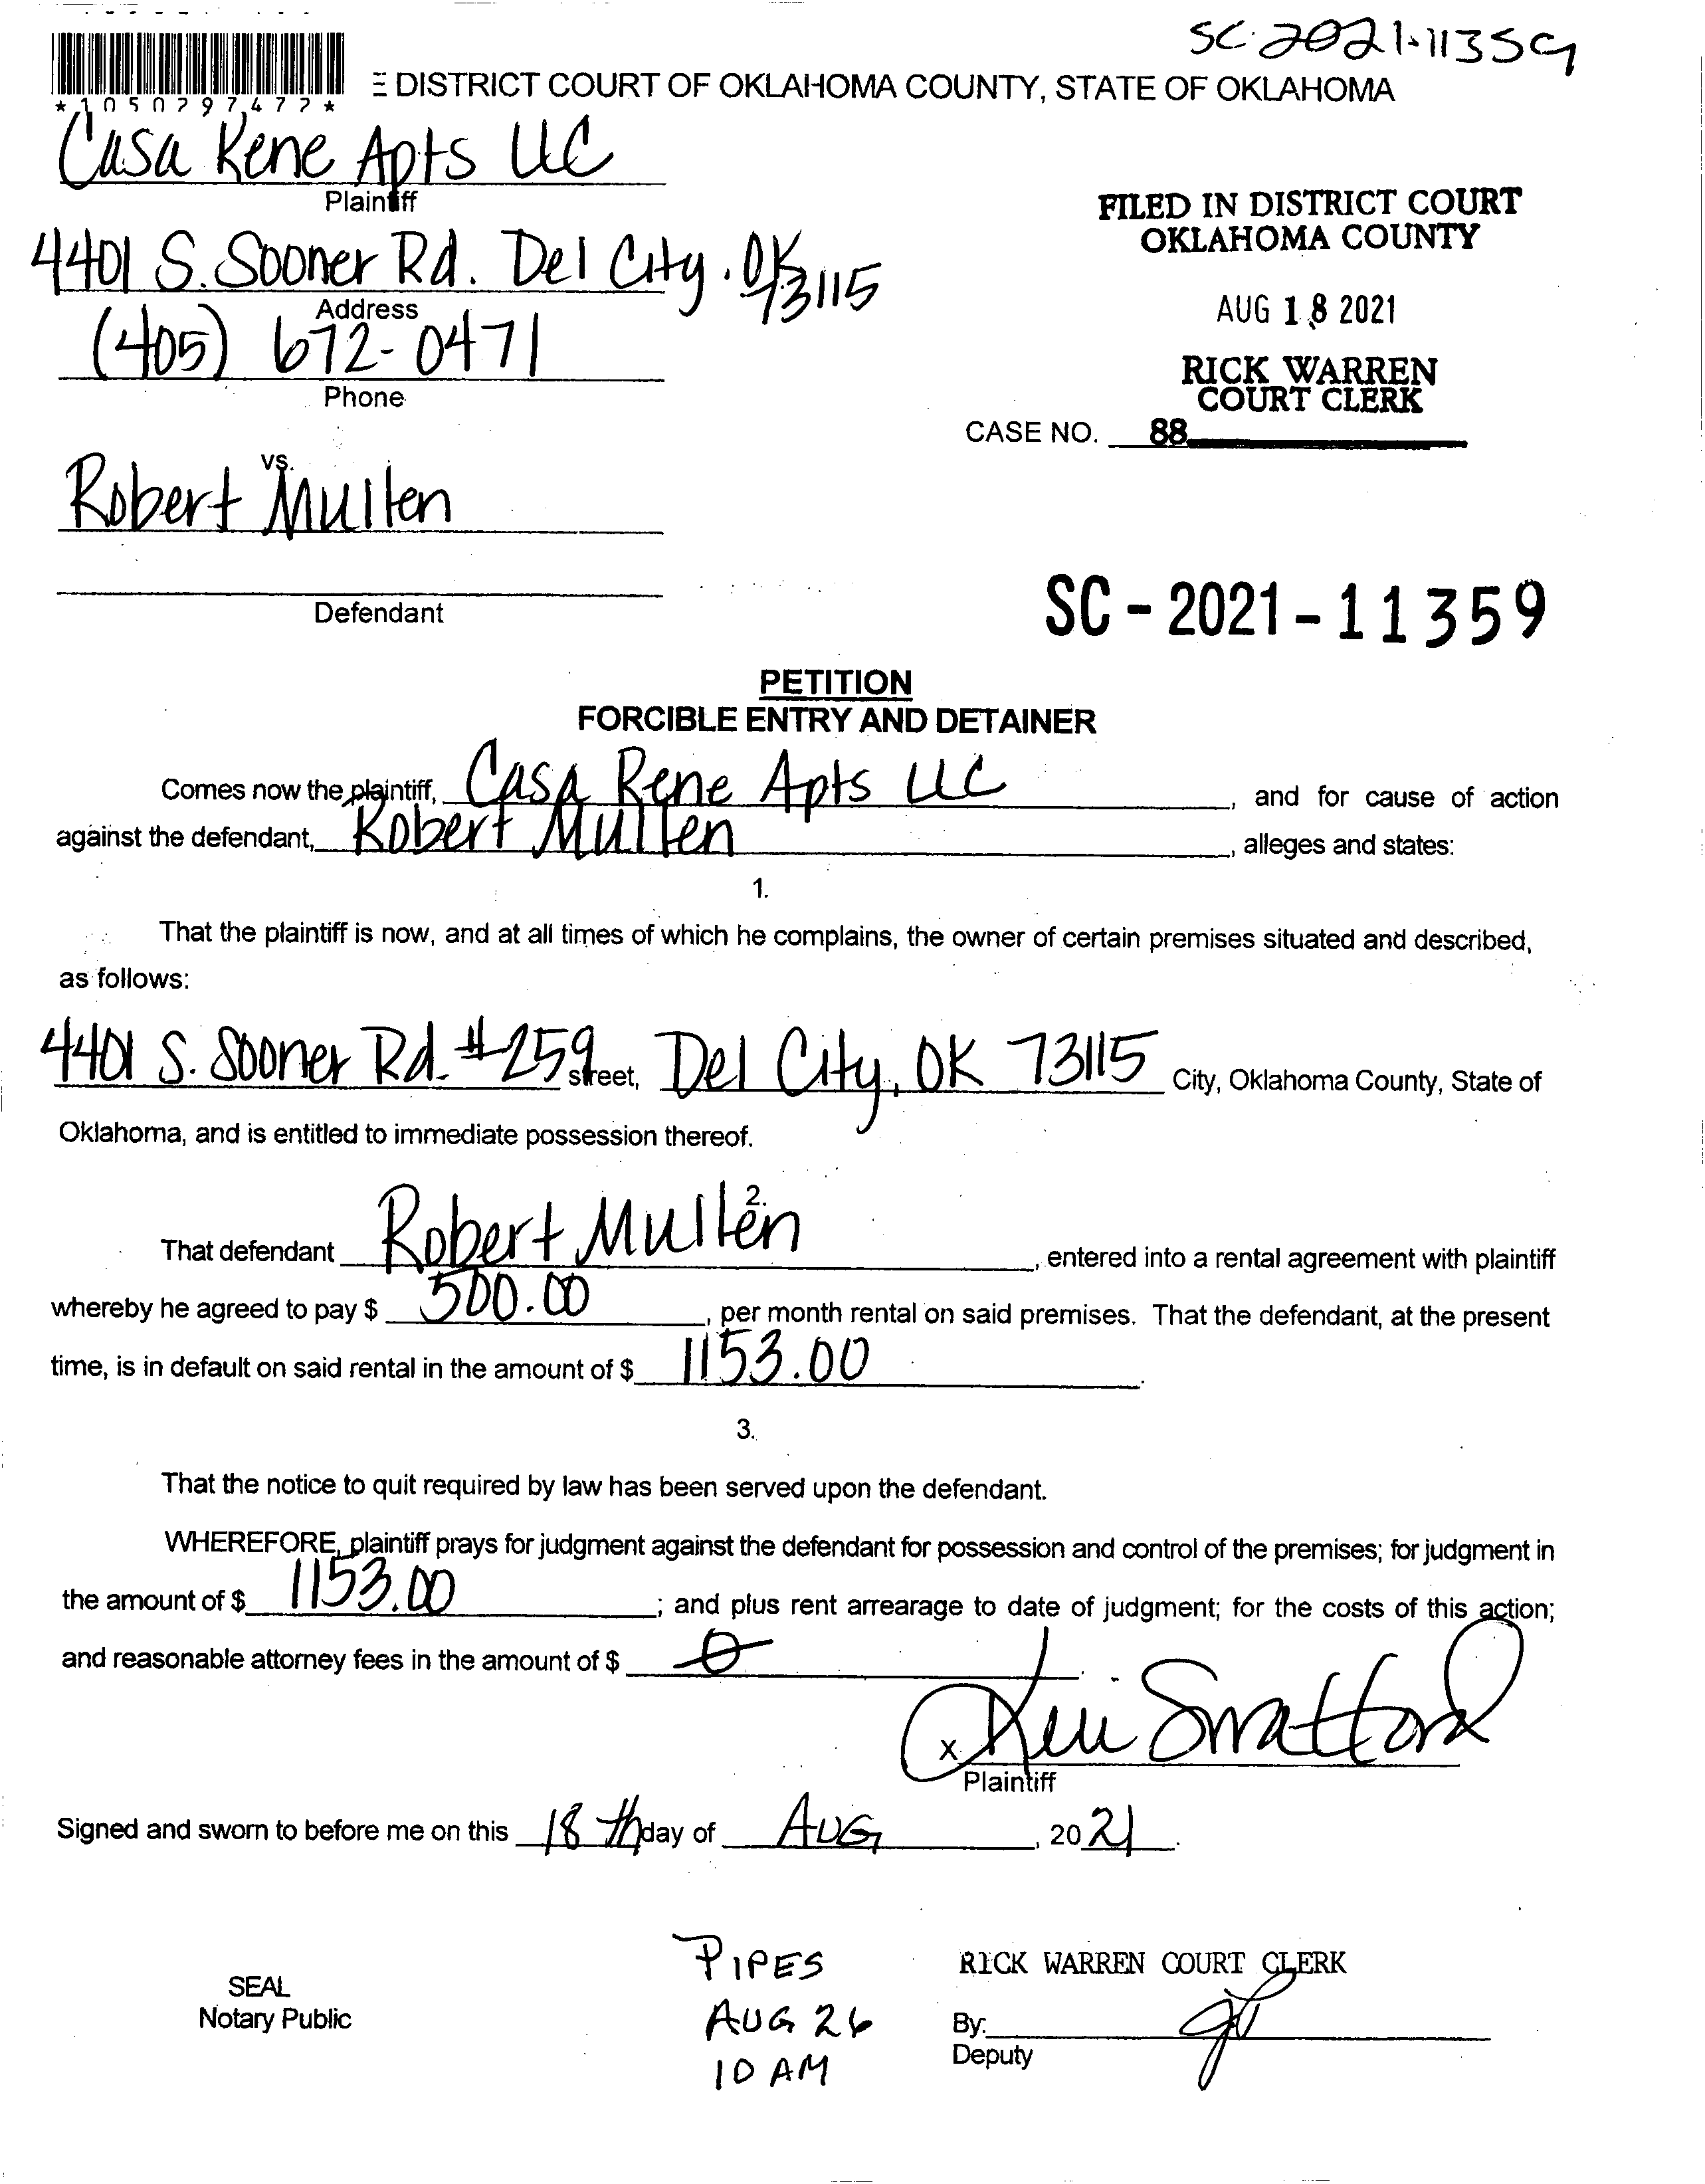 SC-2021-11359
*1050797477*
E DISTRICT COURT OF OKLAHOMA COUNTY, STATE OF OKLAHOMA
Casa Rene Apts LLC
Plaintiff
4401 S. Sooner Rd. Del City, OK 73115
Address
(405) 672-0471
Phone
FILED IN DISTRICT COURT
OKLAHOMA COUNTY
AUG 18 2021
RICK WARREN
COURT CLERK
CASE NO. 88
vs.
Robert Mullen
Defendant
SC-2021-11359
PETITION
FORCIBLE ENTRY AND DETAINER
Comes now the plaintiff, Casa Rene Apts LLC, and for cause of action
against the defendant, Robert Mullen, alleges and states:
1.
That the plaintiff is now, and at all times of which he complains, the owner of certain premises situated and described,
as follows:
4401 S. Sooner Rd. #259 street, Del City, OK 73115 City, Oklahoma County, State of
Oklahoma, and is entitled to immediate possession thereof.
2.
That defendant Robert Mullen, entered into a rental agreement with plaintiff
whereby he agreed to pay $ 500.00, per month rental on said premises. That the defendant, at the present
time, is in default on said rental in the amount of $ 1153.00.
3.
That the notice to quit required by law has been served upon the defendant.
WHEREFORE, plaintiff prays for judgment against the defendant for possession and control of the premises; for judgment in
the amount of $ 1153.00; and plus rent arrearage to date of judgment; for the costs of this action;
and reasonable attorney fees in the amount of $ 0
x
Plaintiff
Signed and sworn to before me on this 18th day of AUG, 2021.
PIPES
AUG 26
10 AM
SEAL
Notary Public
RICK WARREN COURT CLERK
By:
Deputy